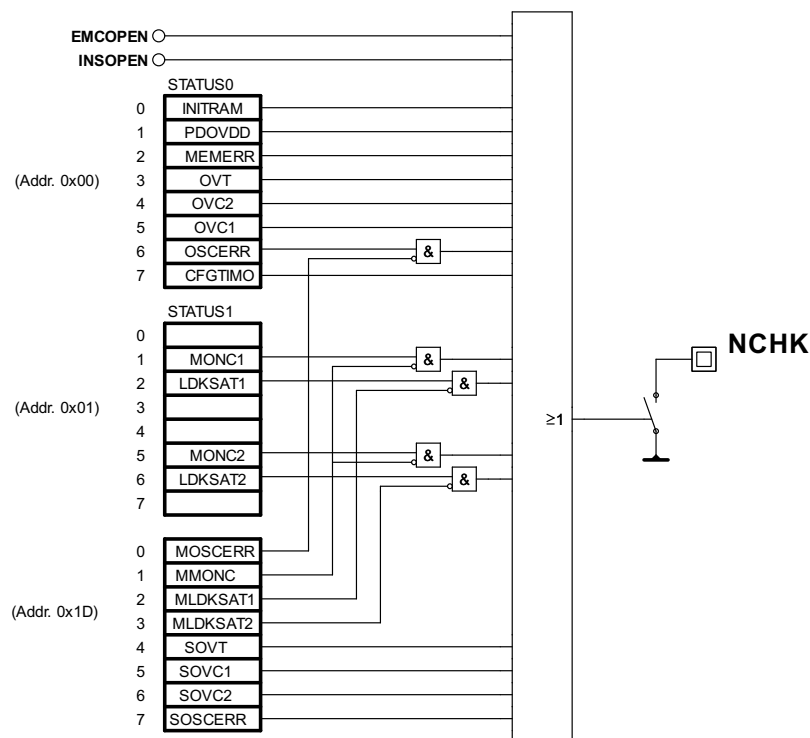 EMCOPEN
INSOPEN
STATUS0
0 INITRAM
1 PDOVDD
2 MEMERR
(Addr. 0x00) 3 OVT
4 OVC2
5 OVC1
6 OSCERR &
7 CFGTIMO
STATUS1
0
1 MONC1 &
2 LDKSAT1 &
(Addr. 0x01) 3
4
5 MONC2 &
6 LDKSAT2 &
7
≥1
NCHK
0 MOSCERR
1 MMONC
2 MLDKSAT1
(Addr. 0x1D) 3 MLDKSAT2
4 SOVT
5 SOVC1
6 SOVC2
7 SOSCERR